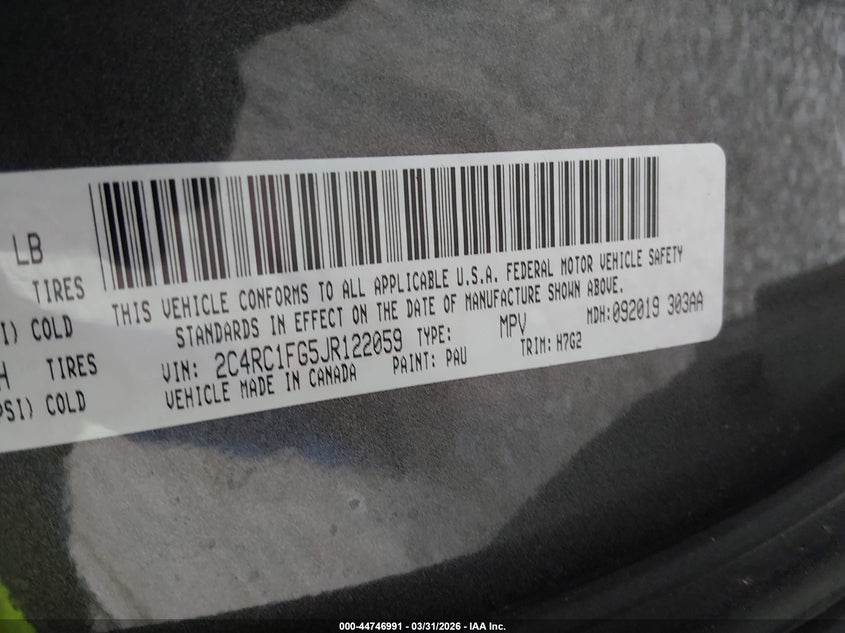 LB
TIRES
SI) COLD
H TIRES
PSI) COLD
THIS VEHICLE CONFORMS TO ALL APPLICABLE U.S.A. FEDERAL MOTOR VEHICLE SAFETY
STANDARDS IN EFFECT ON THE DATE OF MANUFACTURE SHOWN ABOVE.
VIN: 2C4RC1FG5JR122059 TYPE: MPV MDH:092019 303AA
VEHICLE MADE IN CANADA PAINT: PAU TRIM: H7G2
000-44746991 - 03/31/2026 - IAA Inc.